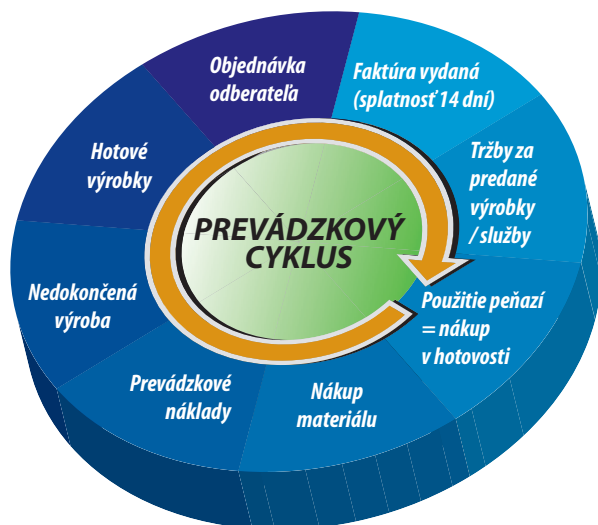 Objednávka
odberateľa
Faktúra vydaná
(splatnosť 14 dní)
Tržby za
predané
výrobky
/ služby
Použitie peňazí
= nákup
v hotovosti
Nákup
materiálu
Prevádzkové
náklady
Nedokončená
výroba
Hotové
výrobky
PREVÁDZKOVÝ
CYKLUS